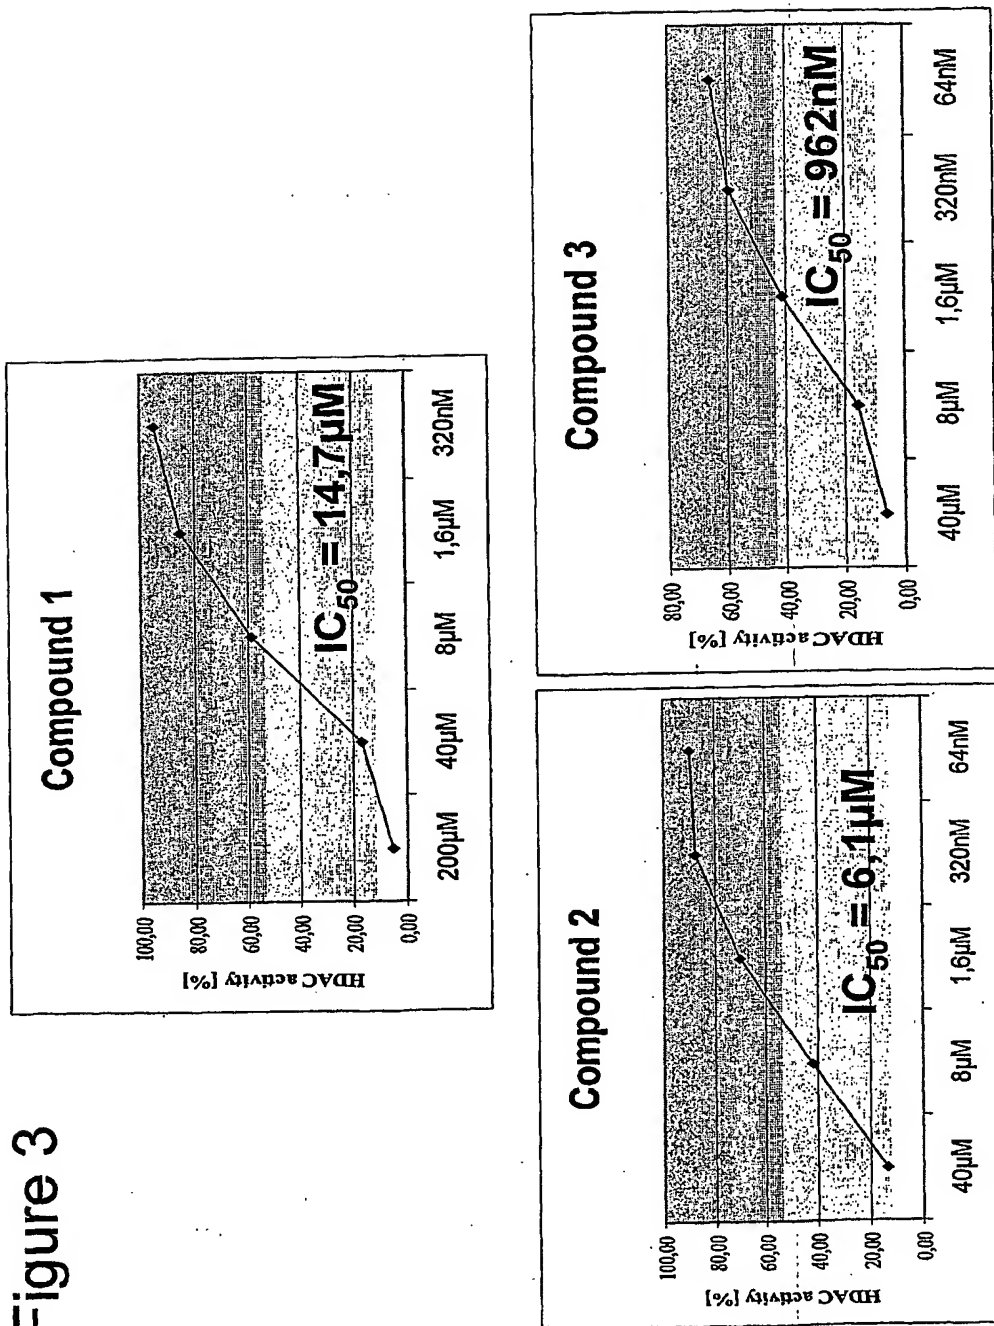 Figure 3
Compound 1
100,00
80,00
60,00
40,00
20,00
0,00
HDAC activity [%]
IC50 = 14,7µM
200µM 40µM 8µM 1,6µM 320nM
Compound 2
100,00
80,00
60,00
40,00
20,00
0,00
HDAC activity [%]
IC50 = 6,1µM
40µM 8µM 1,6µM 320nM 64nM
Compound 3
80,00
60,00
40,00
20,00
0,00
HDAC activity [%]
IC50 = 962nM
40µM 8µM 1,6µM 320nM 64nM